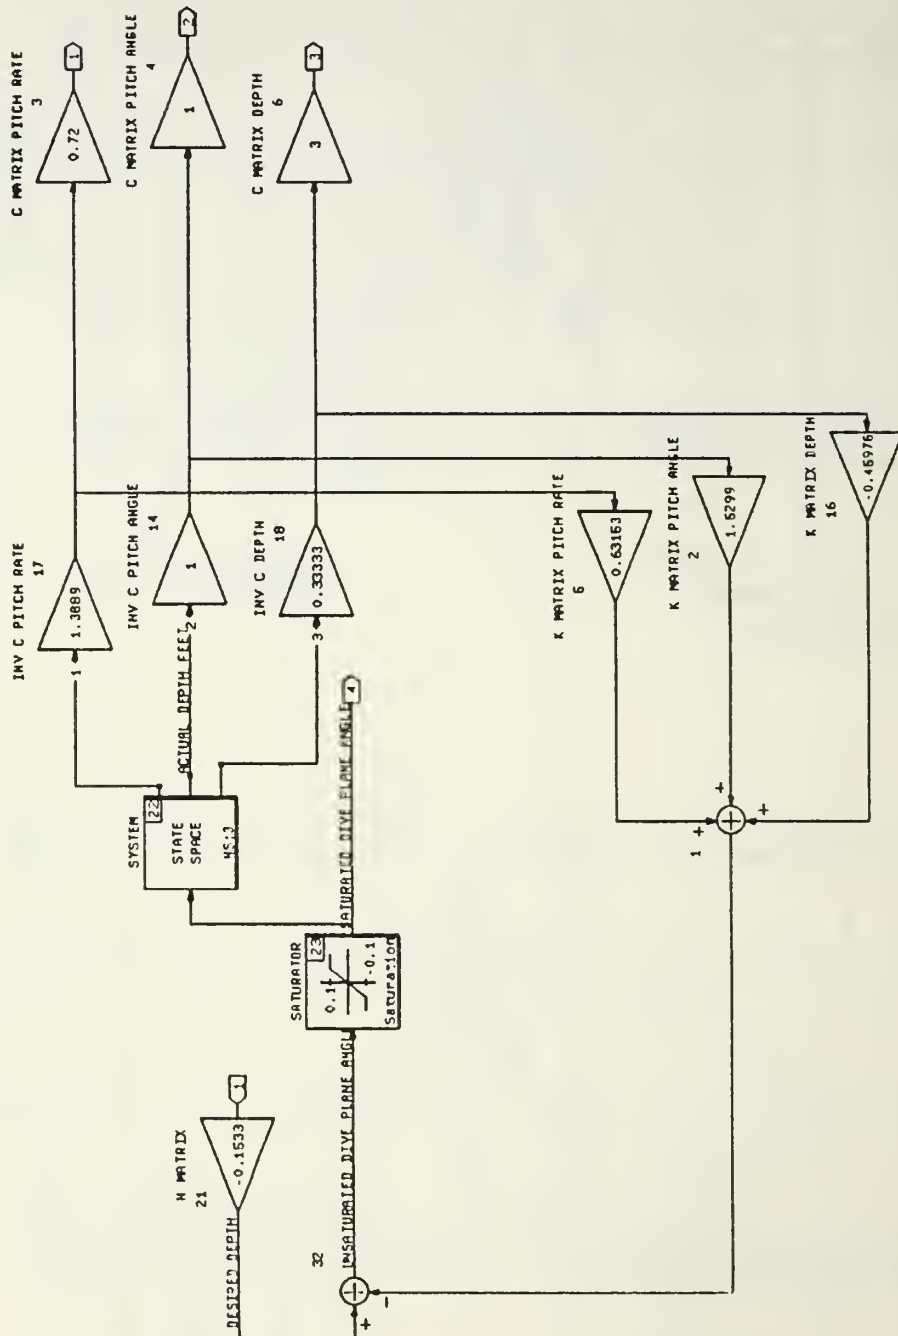 C MATRIX PITCH RATE
3
0.72
1
C MATRIX PITCH ANGLE
4
1
2
C MATRIX DEPTH
6
3
3
INV C PITCH RATE
17
1.3889
1
INV C PITCH ANGLE
14
1
2
INV C DEPTH
18
0.33333
3
K MATRIX PITCH RATE
6
0.63163
K MATRIX PITCH ANGLE
2
1.6299
K MATRIX DEPTH
16
-0.46976
ACTUAL DEPTH FEET
SYSTEM
22
STATE
SPACE
NS:3
SATURATED DIVE PLANE ANGLE
4
SATURATOR
23
0.1
-0.1
Saturation
UNSATURATED DIVE PLANE ANGLE
32
+
-
N MATRIX
21
-0.1533
1
DESIRED DEPTH
1
+
+
+